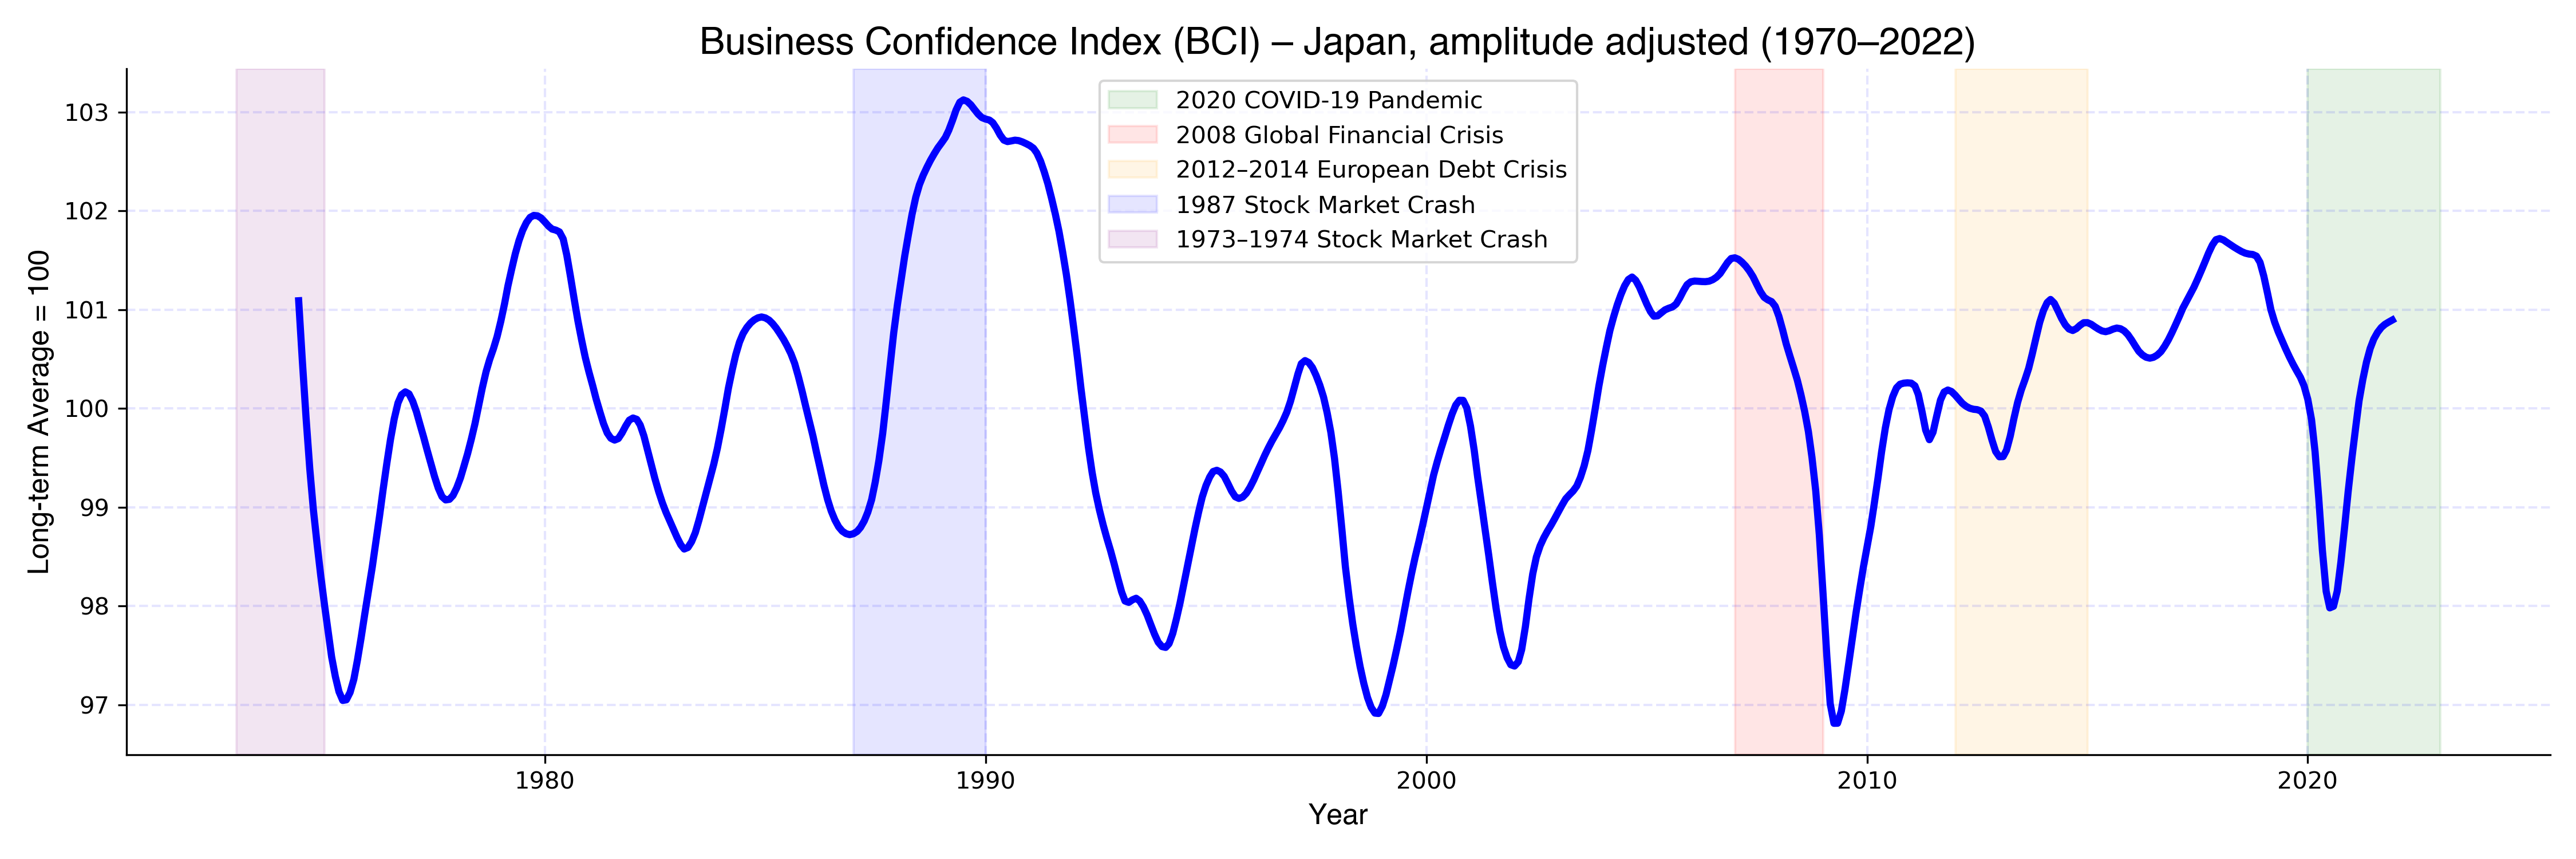 Business Confidence Index (BCI) – Japan, amplitude adjusted (1970–2022)
Long-term Average = 100
103
102
101
100
99
98
97
2020 COVID-19 Pandemic
2008 Global Financial Crisis
2012–2014 European Debt Crisis
1987 Stock Market Crash
1973–1974 Stock Market Crash
1980 1990 2000 2010 2020
Year